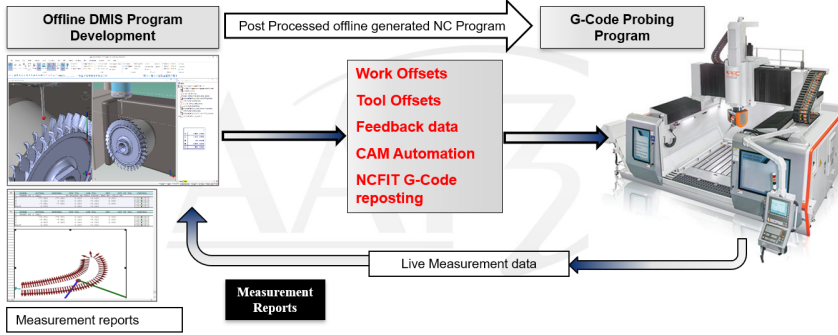 Offline DMIS Program
Development
Post Processed offline generated NC Program
G-Code Probing
Program
Work Offsets
Tool Offsets
Feedback data
CAM Automation
NCFIT G-Code
reposting
Live Measurement data
Measurement
Reports
Measurement reports